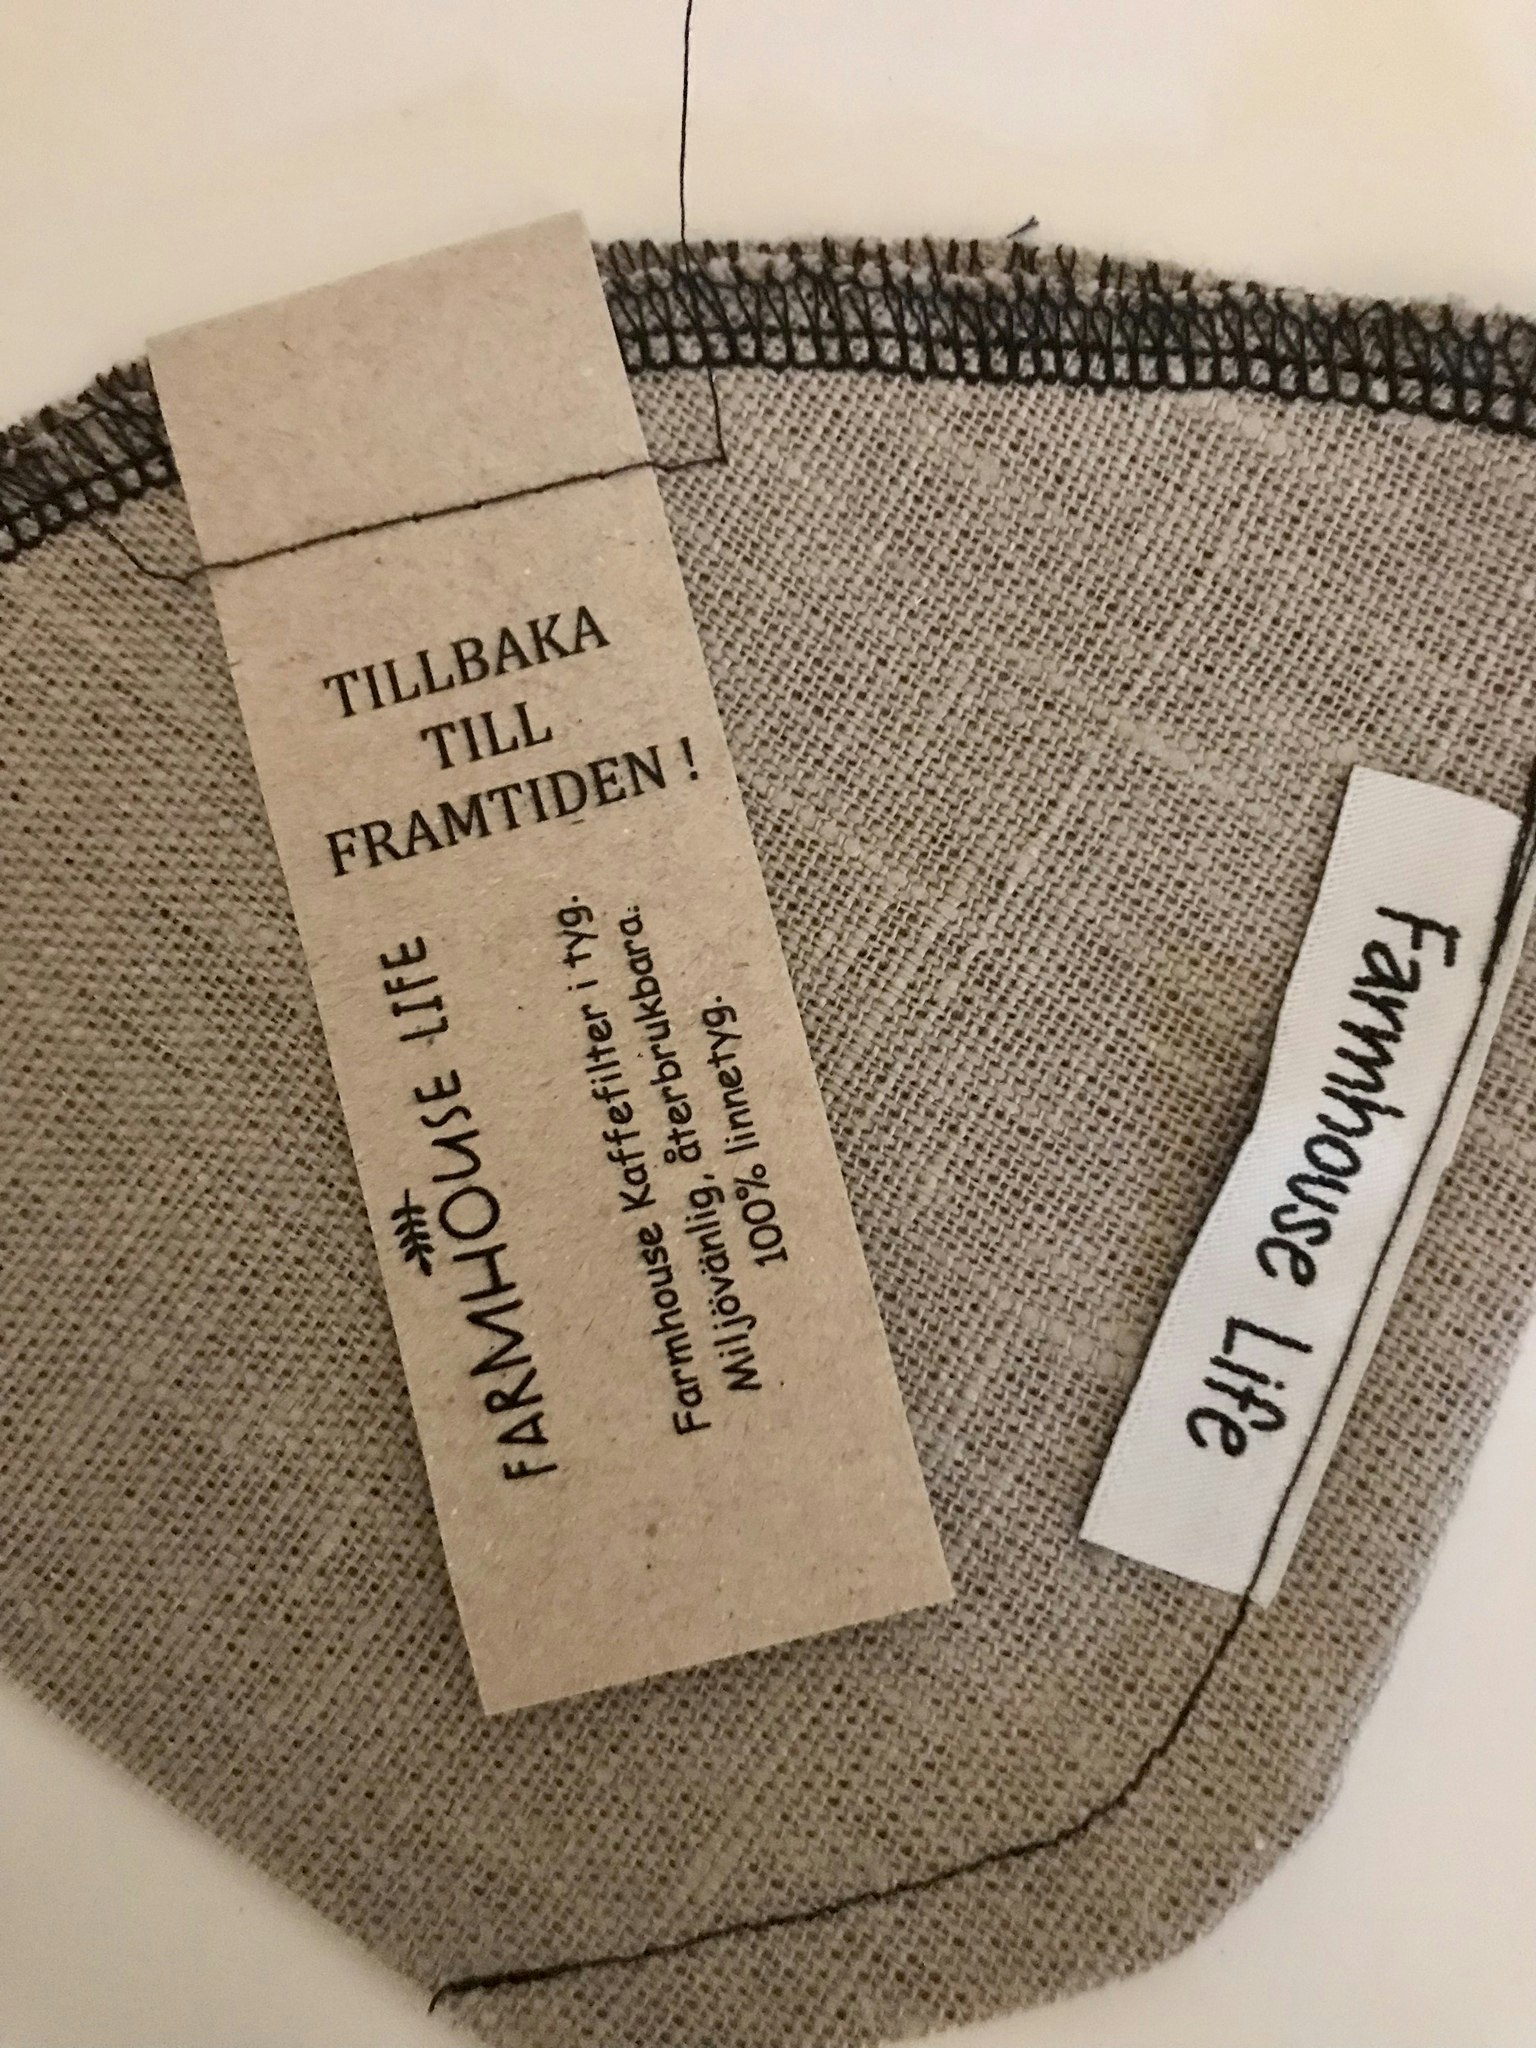 TILLBAKA
TILL
FRAMTIDEN !
FARMHOUSE LIFE
Farmhouse Kaffefilter i tyg.
Miljövänlig, återbrukbara.
100% linnetyg.
Farmhouse Life